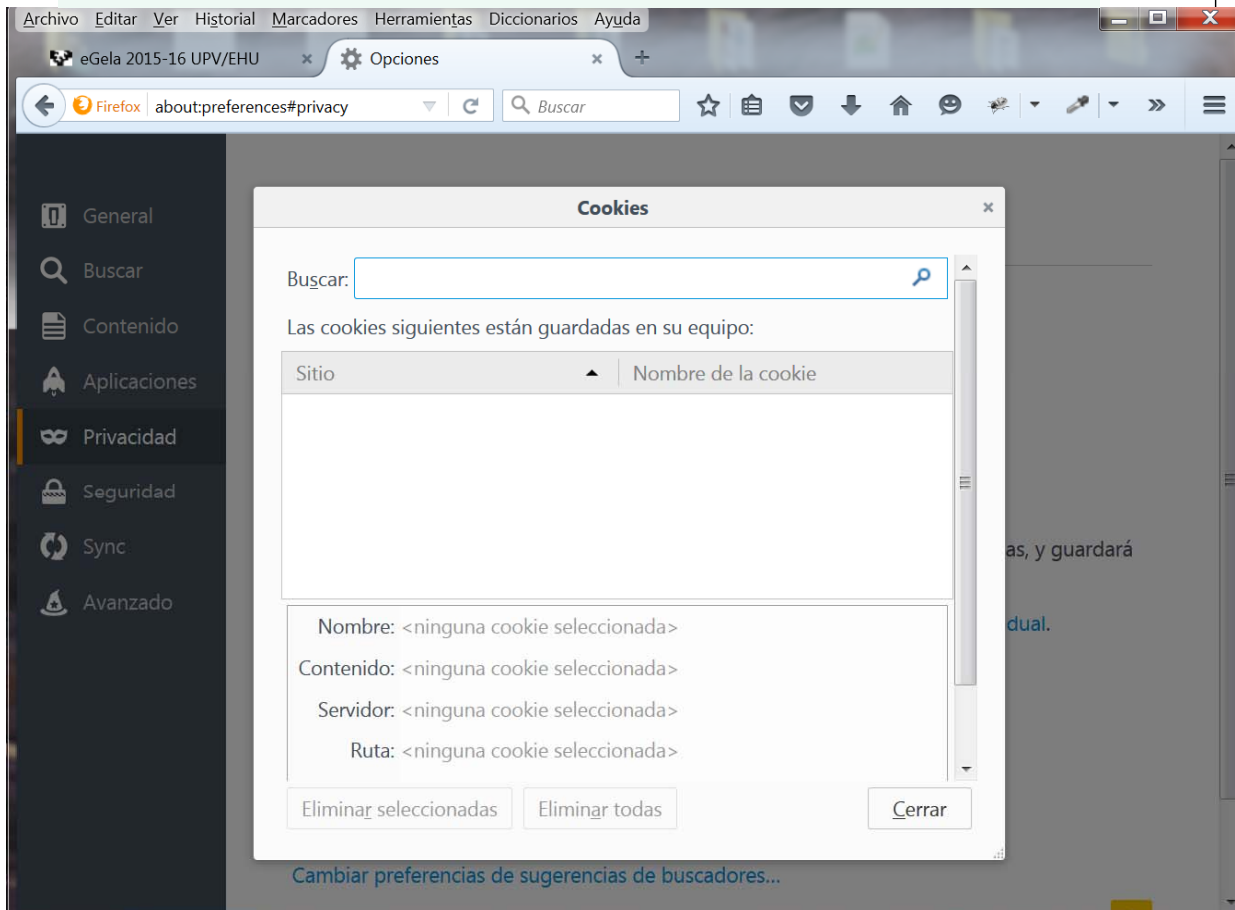 Archivo Editar Ver Historial Marcadores Herramientas Diccionarios Ayuda
eGela 2015-16 UPV/EHU × Opciones × +
Firefox about:preferences#privacy Buscar
General
Buscar
Contenido
Aplicaciones
Privacidad
Seguridad
Sync
Avanzado
Cookies ×
Buscar:
Las cookies siguientes están guardadas en su equipo:
Sitio Nombre de la cookie
Nombre: <ninguna cookie seleccionada>
Contenido: <ninguna cookie seleccionada>
Servidor: <ninguna cookie seleccionada>
Ruta: <ninguna cookie seleccionada>
Eliminar seleccionadas Eliminar todas Cerrar
as, y guardará
dual.
Cambiar preferencias de sugerencias de buscadores...